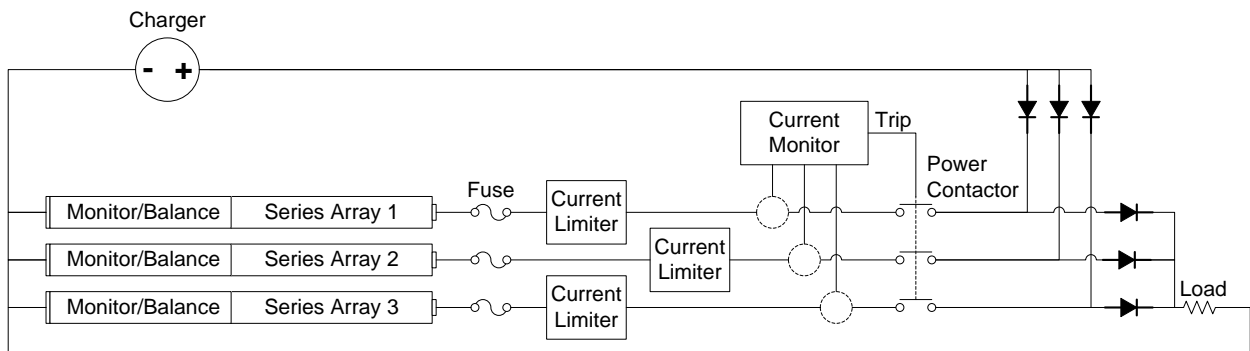 Charger
- +
Current
Monitor
Trip
Power
Contactor
Fuse
Monitor/Balance Series Array 1
Current
Limiter
Monitor/Balance Series Array 2
Current
Limiter
Monitor/Balance Series Array 3
Current
Limiter
Load